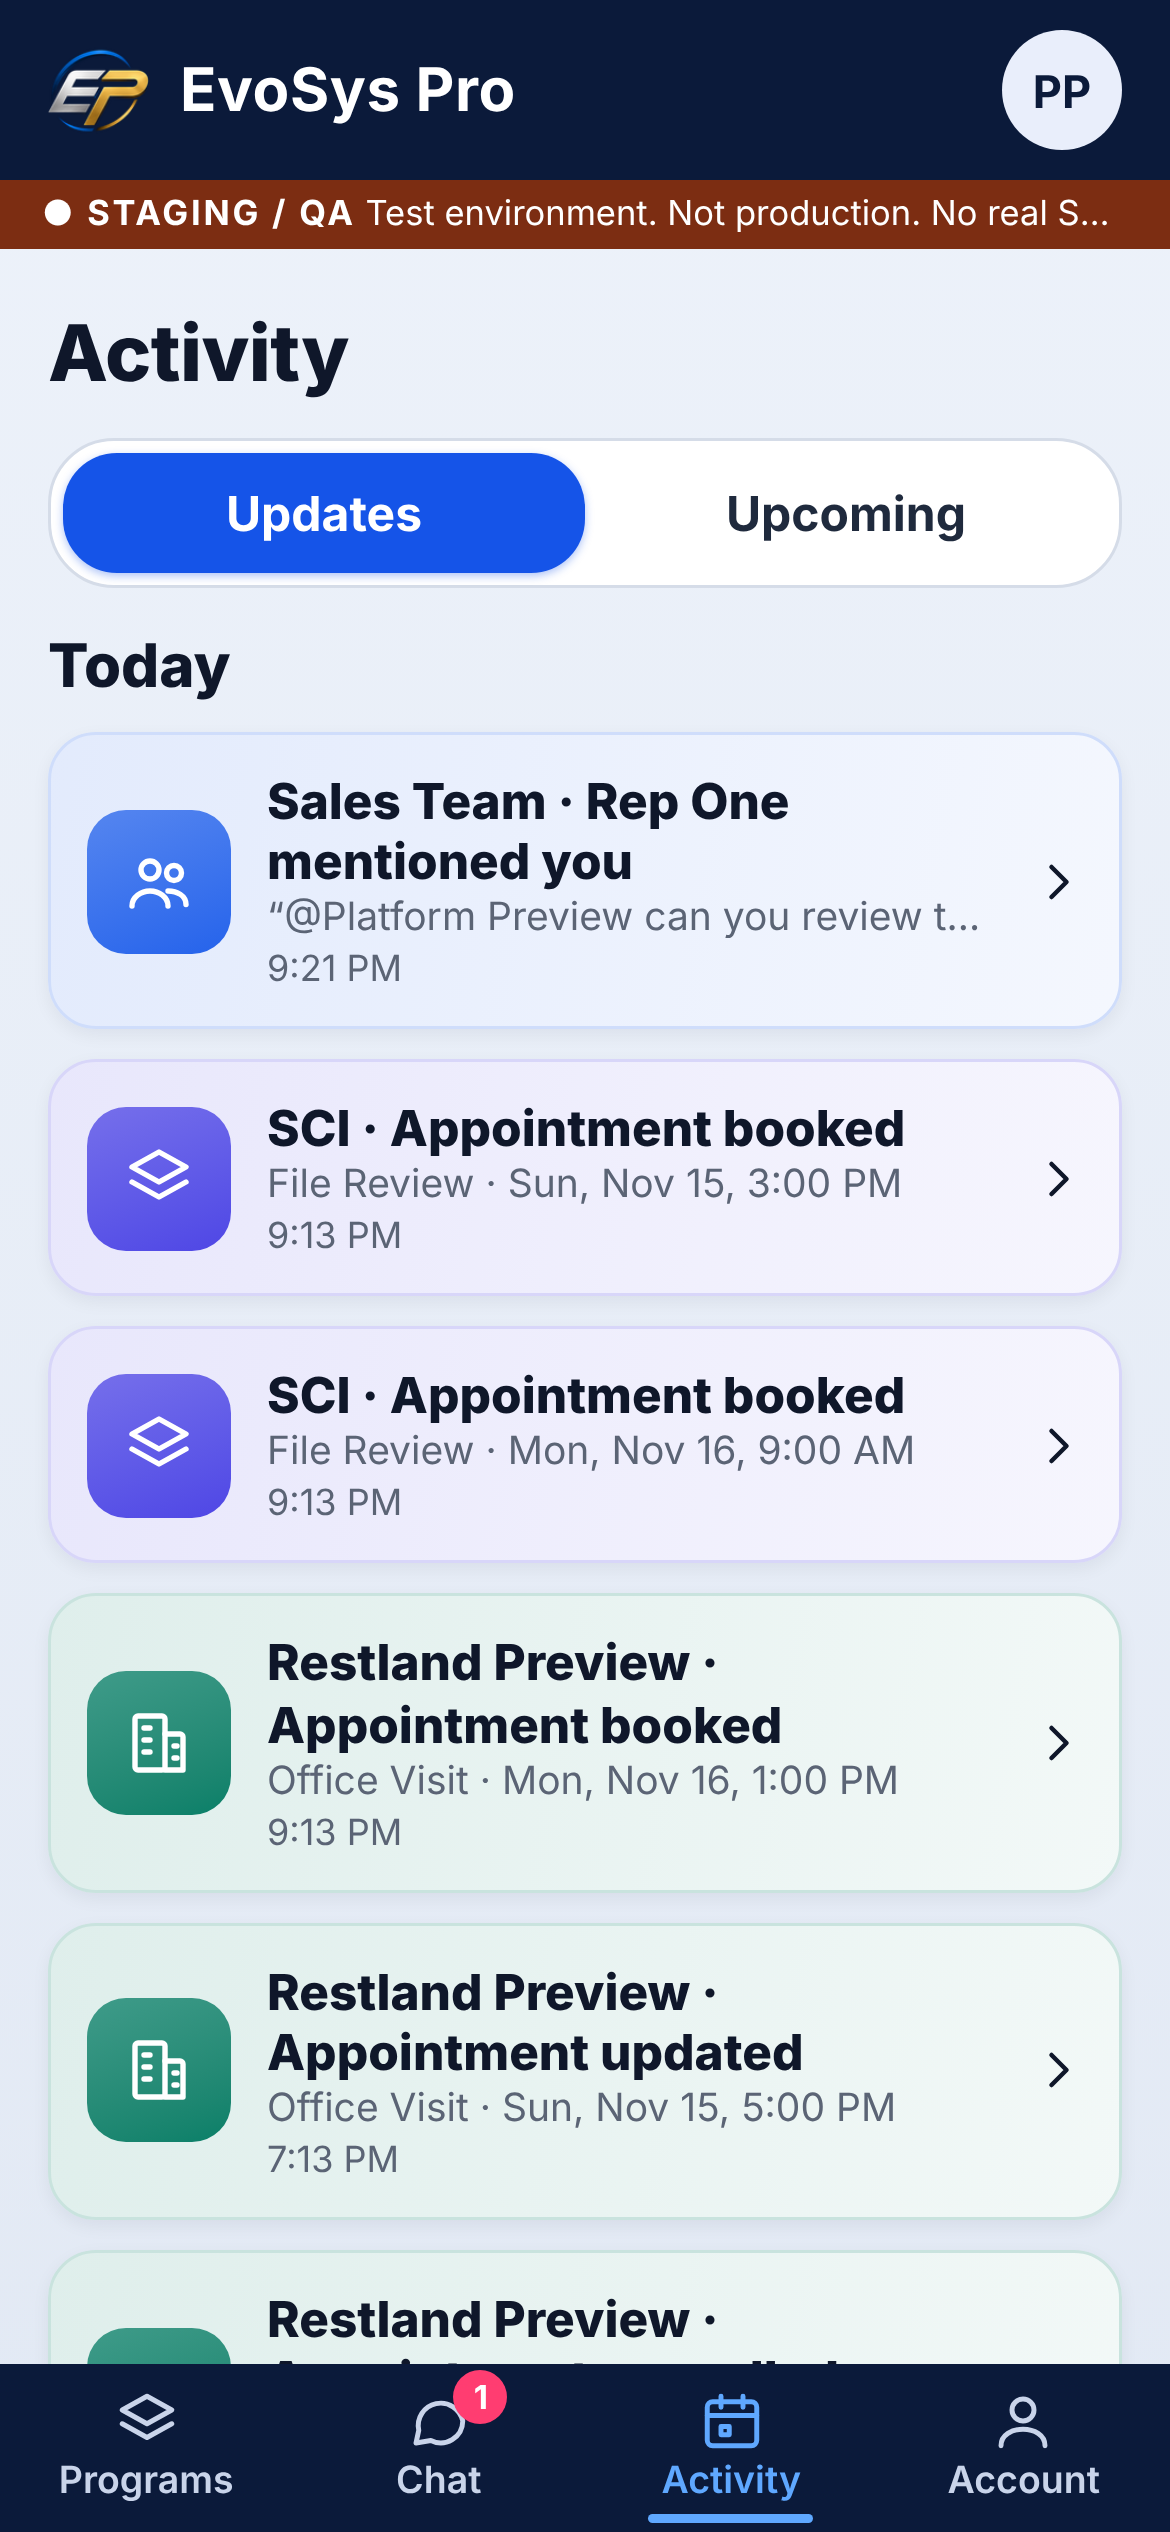 EP
EvoSys Pro
PP
STAGING / QA Test environment. Not production. No real S...
Activity
Updates
Upcoming
Today
Sales Team · Rep One
mentioned you
“@Platform Preview can you review t...
9:21 PM
SCI · Appointment booked
File Review · Sun, Nov 15, 3:00 PM
9:13 PM
SCI · Appointment booked
File Review · Mon, Nov 16, 9:00 AM
9:13 PM
Restland Preview ·
Appointment booked
Office Visit · Mon, Nov 16, 1:00 PM
9:13 PM
Restland Preview ·
Appointment updated
Office Visit · Sun, Nov 15, 5:00 PM
7:13 PM
Restland Preview ·
1
Programs
Chat
Activity
Account